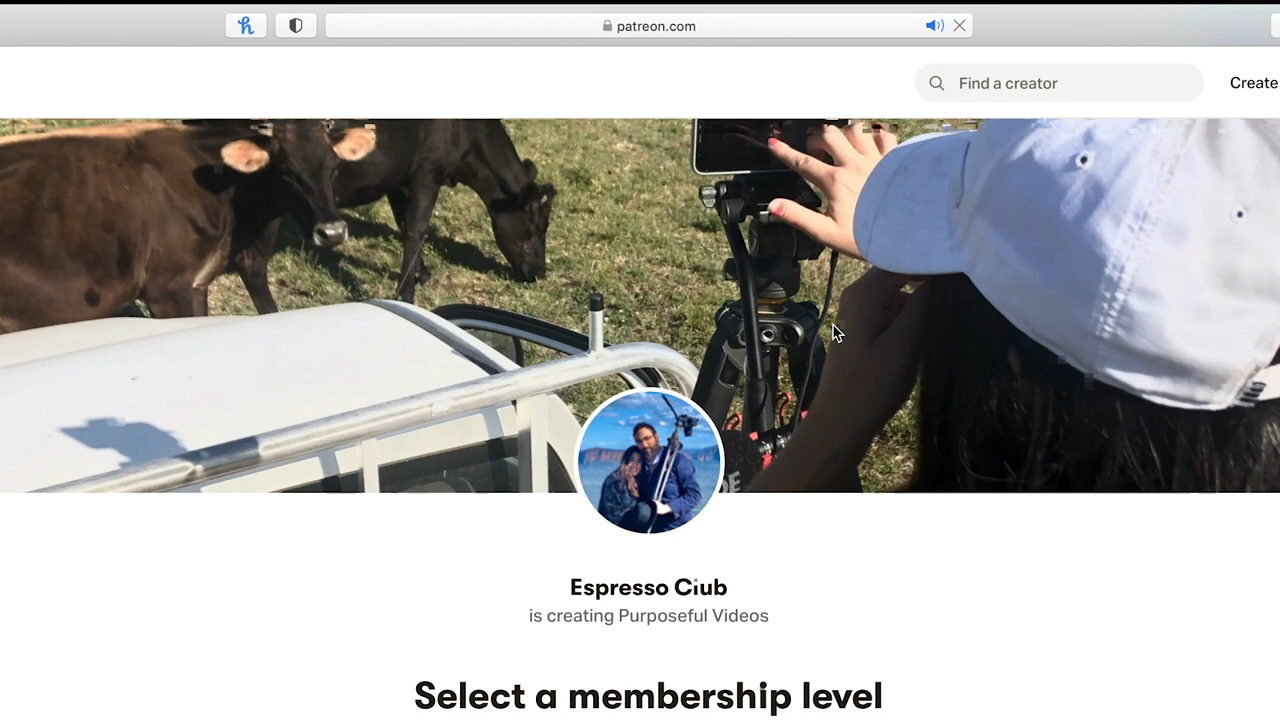 patreon.com
Find a creator
Create
Espresso Club
is creating Purposeful Videos
Select a membership level